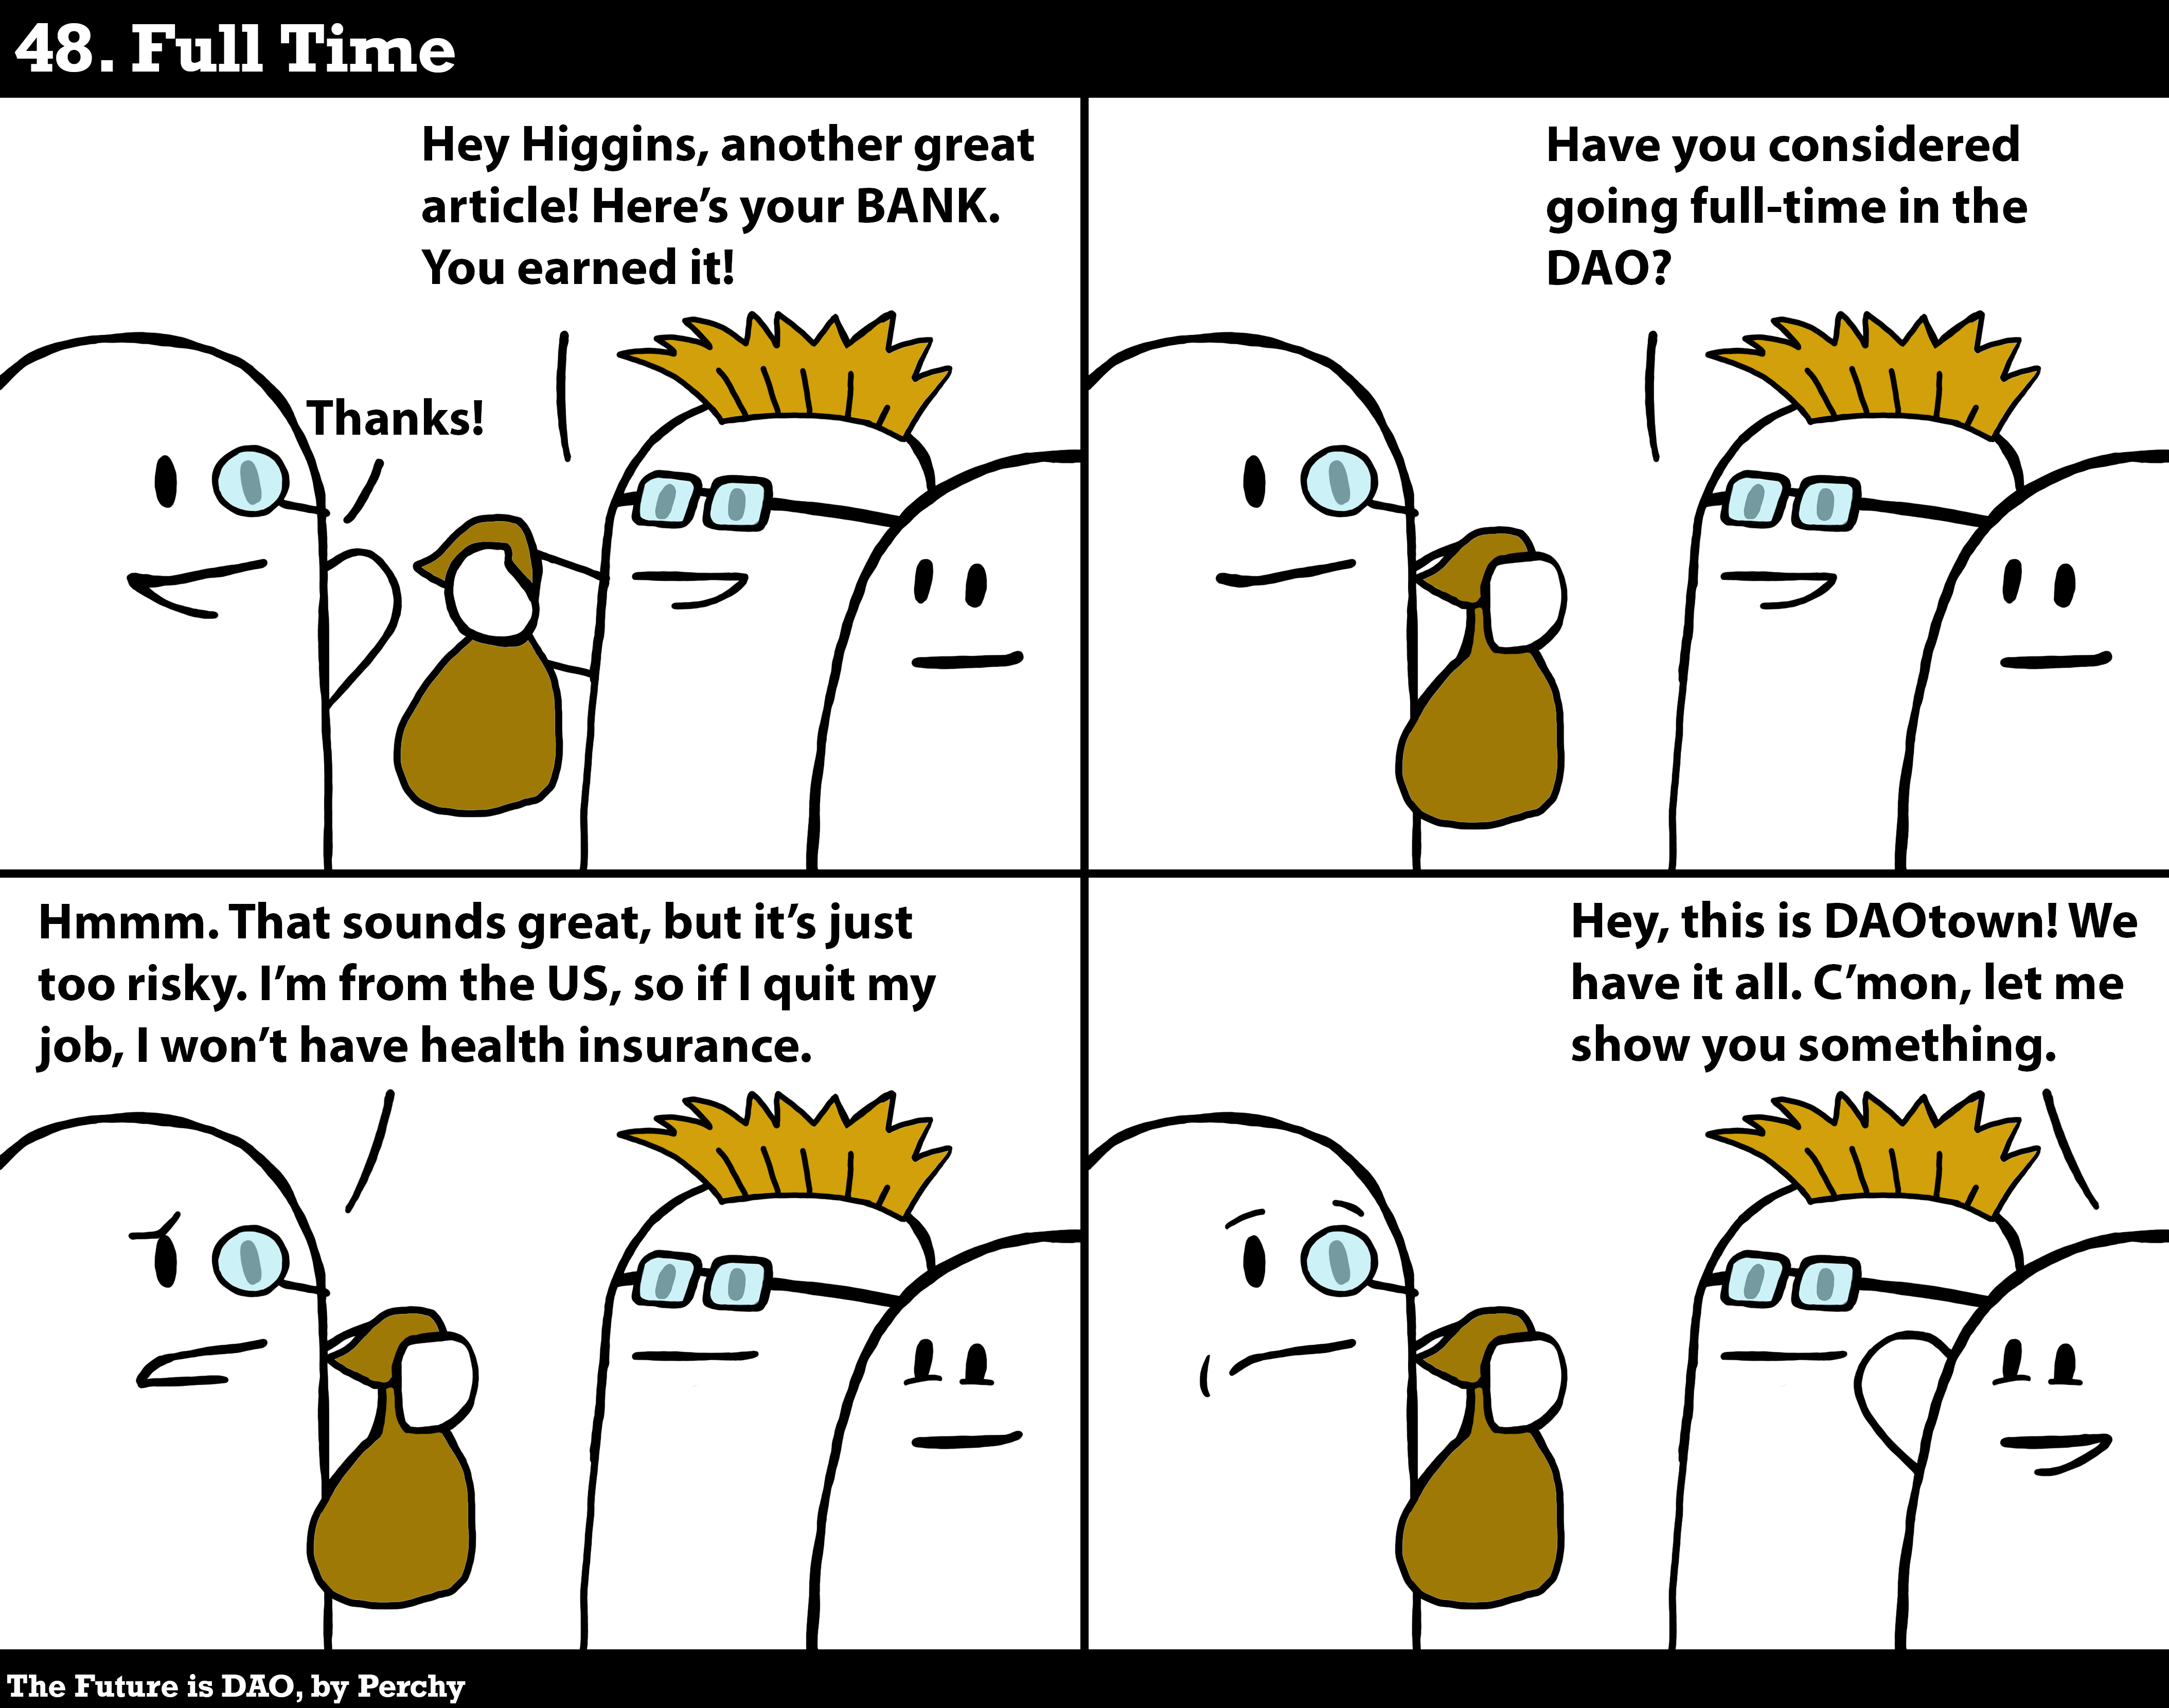 48. Full Time
Hey Higgins, another great
article! Here’s your BANK.
You earned it!
Thanks!
Have you considered
going full-time in the
DAO?
Hmmm. That sounds great, but it’s just
too risky. I’m from the US, so if I quit my
job, I won’t have health insurance.
Hey, this is DAOtown! We
have it all. C’mon, let me
show you something.
The Future is DAO, by Perchy